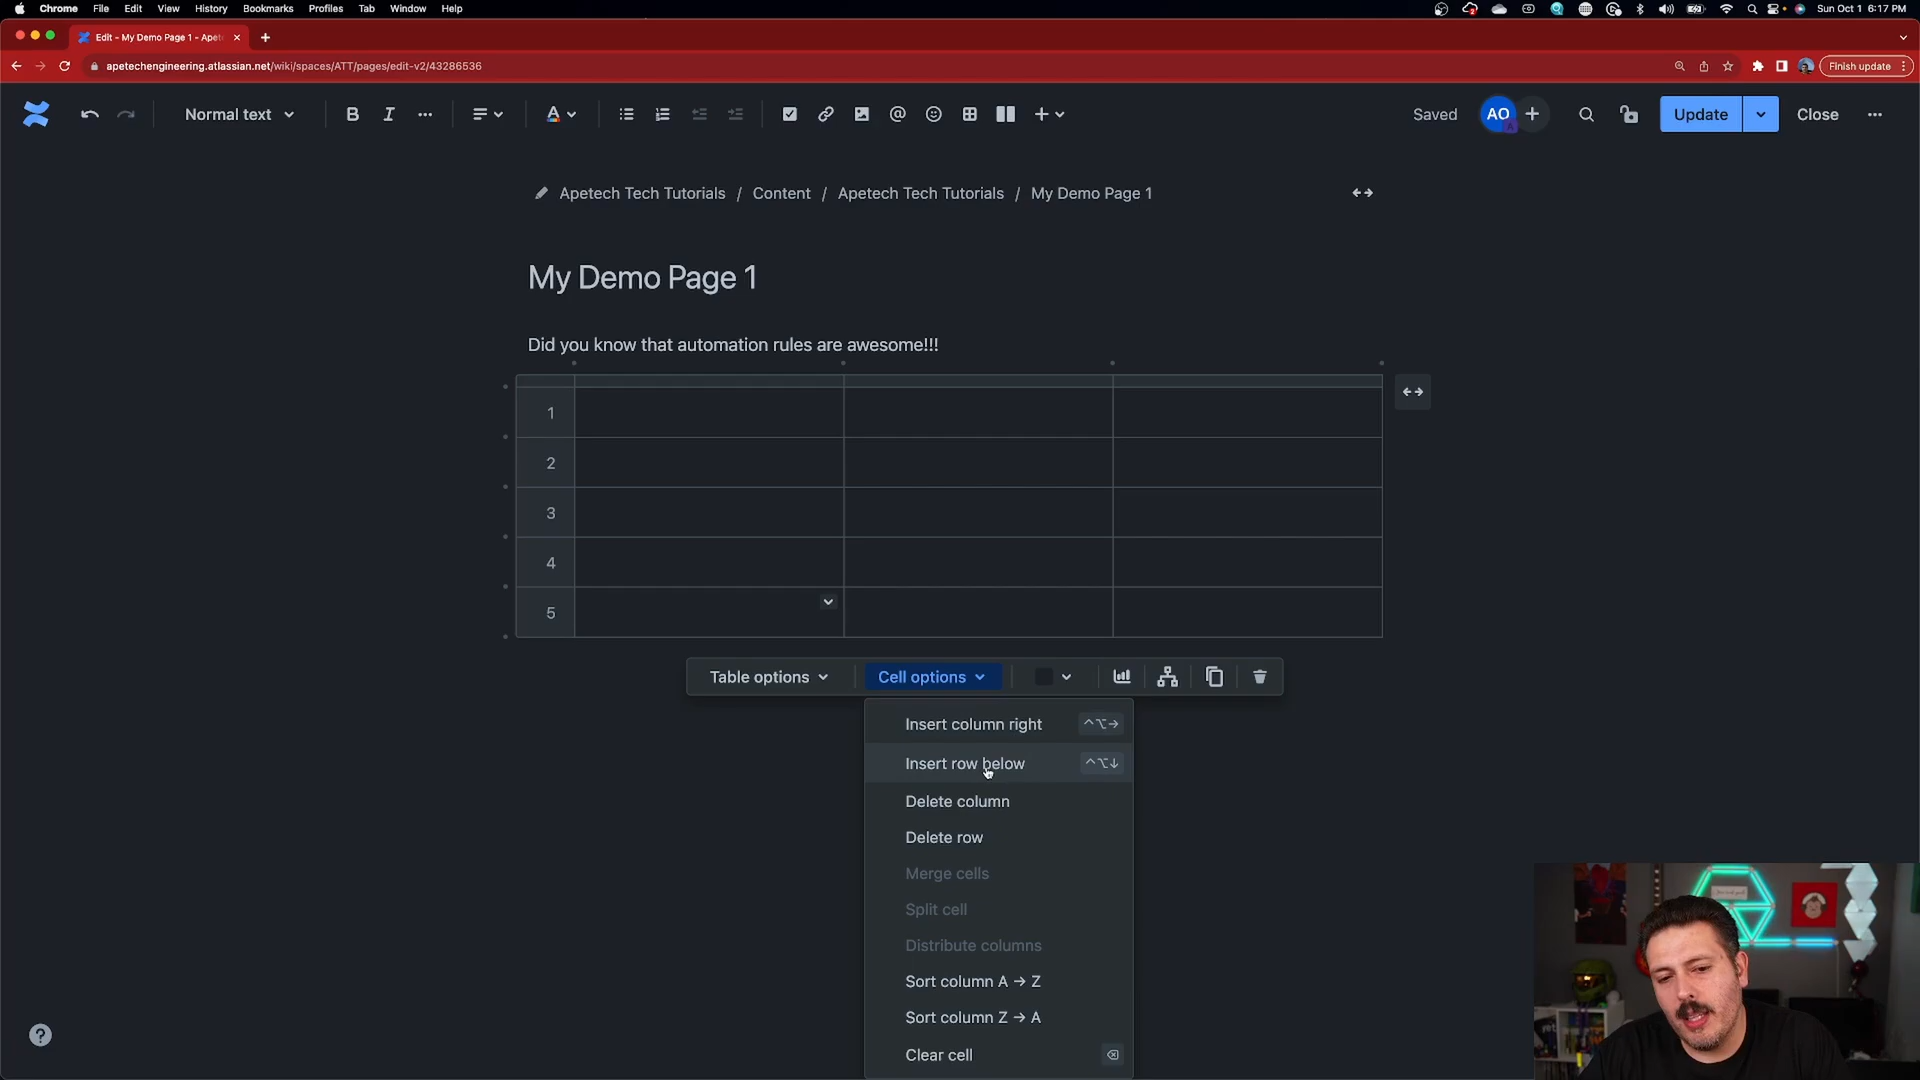 Chrome File Edit View History Bookmarks Profiles Tab Window Help Sun Oct 1 6:17 PM
Edit - My Demo Page 1 - Apet
apetechengineering.atlassian.net/wiki/spaces/ATT/pages/edit-v2/43286536 Finish update
Normal text B I A @ Saved AO Update Close
Apetech Tech Tutorials / Content / Apetech Tech Tutorials / My Demo Page 1
My Demo Page 1
Did you know that automation rules are awesome!!!
1
2
3
4
5
Table options Cell options
Insert column right ⌃⌥→
Insert row below ⌃⌥↓
Delete column
Delete row
Merge cells
Split cell
Distribute columns
Sort column A → Z
Sort column Z → A
Clear cell ⌫
?